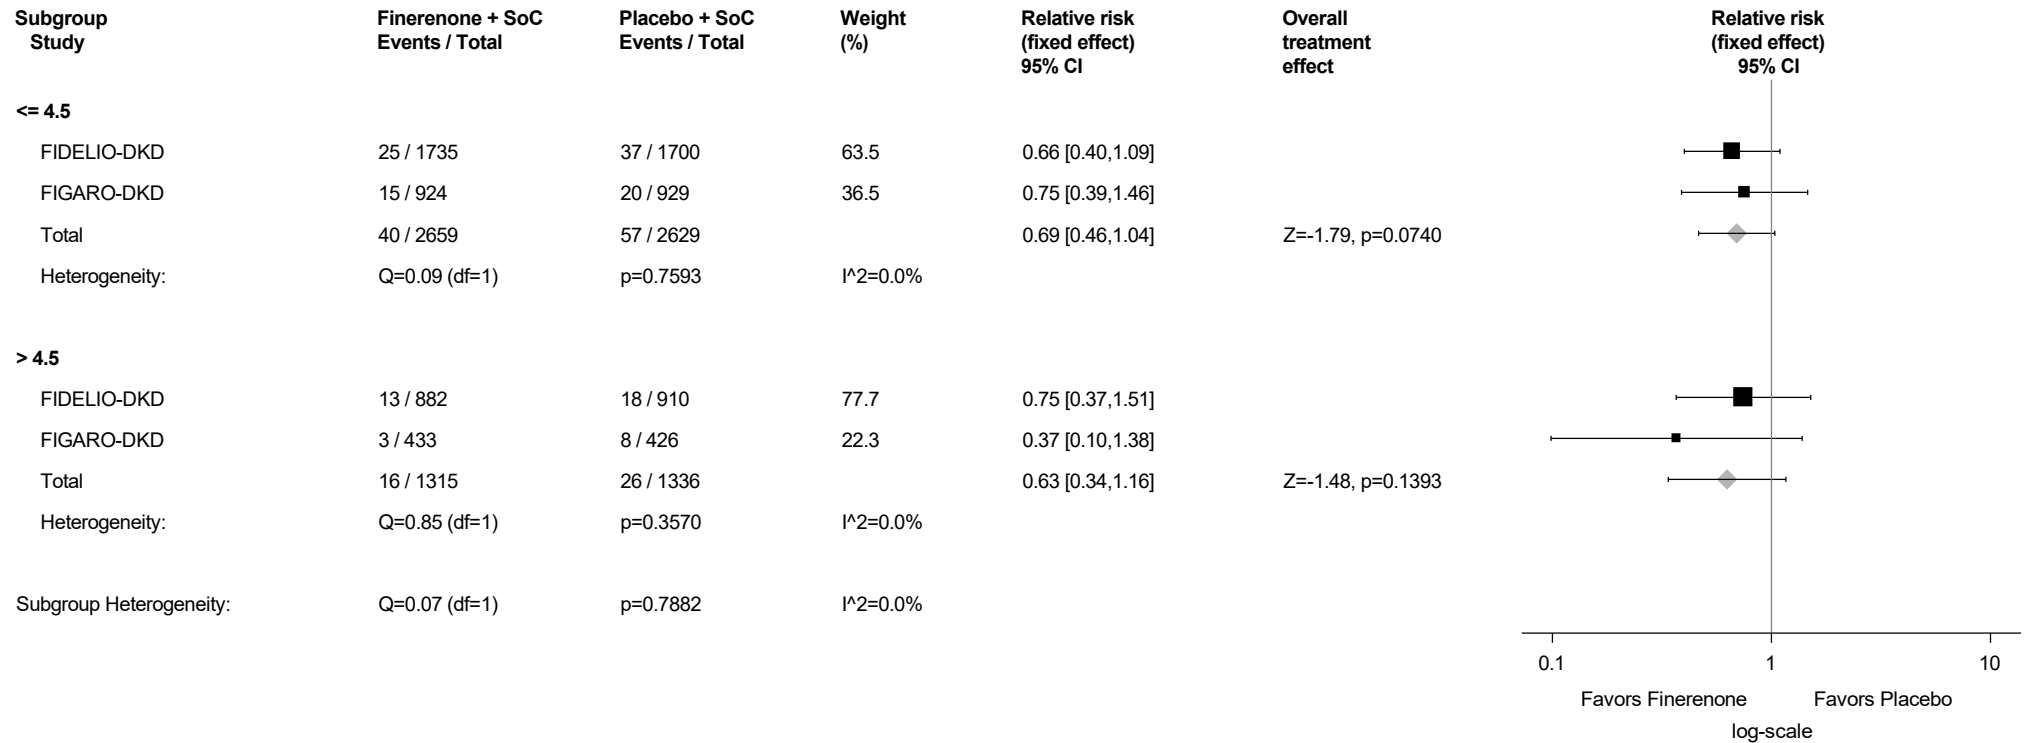 Subgroup Finerenone + SoC Placebo + SoC Weight Relative risk Overall Relative risk
Study Events / Total Events / Total (%) (fixed effect) treatment (fixed effect)
95% CI effect 95% CI
<= 4.5
FIDELIO-DKD 25 / 1735 37 / 1700 63.5 0.66 [0.40,1.09]
FIGARO-DKD 15 / 924 20 / 929 36.5 0.75 [0.39,1.46]
Total 40 / 2659 57 / 2629 0.69 [0.46,1.04] Z=-1.79, p=0.0740
Heterogeneity: Q=0.09 (df=1) p=0.7593 I^2=0.0%
> 4.5
FIDELIO-DKD 13 / 882 18 / 910 77.7 0.75 [0.37,1.51]
FIGARO-DKD 3 / 433 8 / 426 22.3 0.37 [0.10,1.38]
Total 16 / 1315 26 / 1336 0.63 [0.34,1.16] Z=-1.48, p=0.1393
Heterogeneity: Q=0.85 (df=1) p=0.3570 I^2=0.0%
Subgroup Heterogeneity: Q=0.07 (df=1) p=0.7882 I^2=0.0%
0.1 1 10
Favors Finerenone Favors Placebo
log-scale